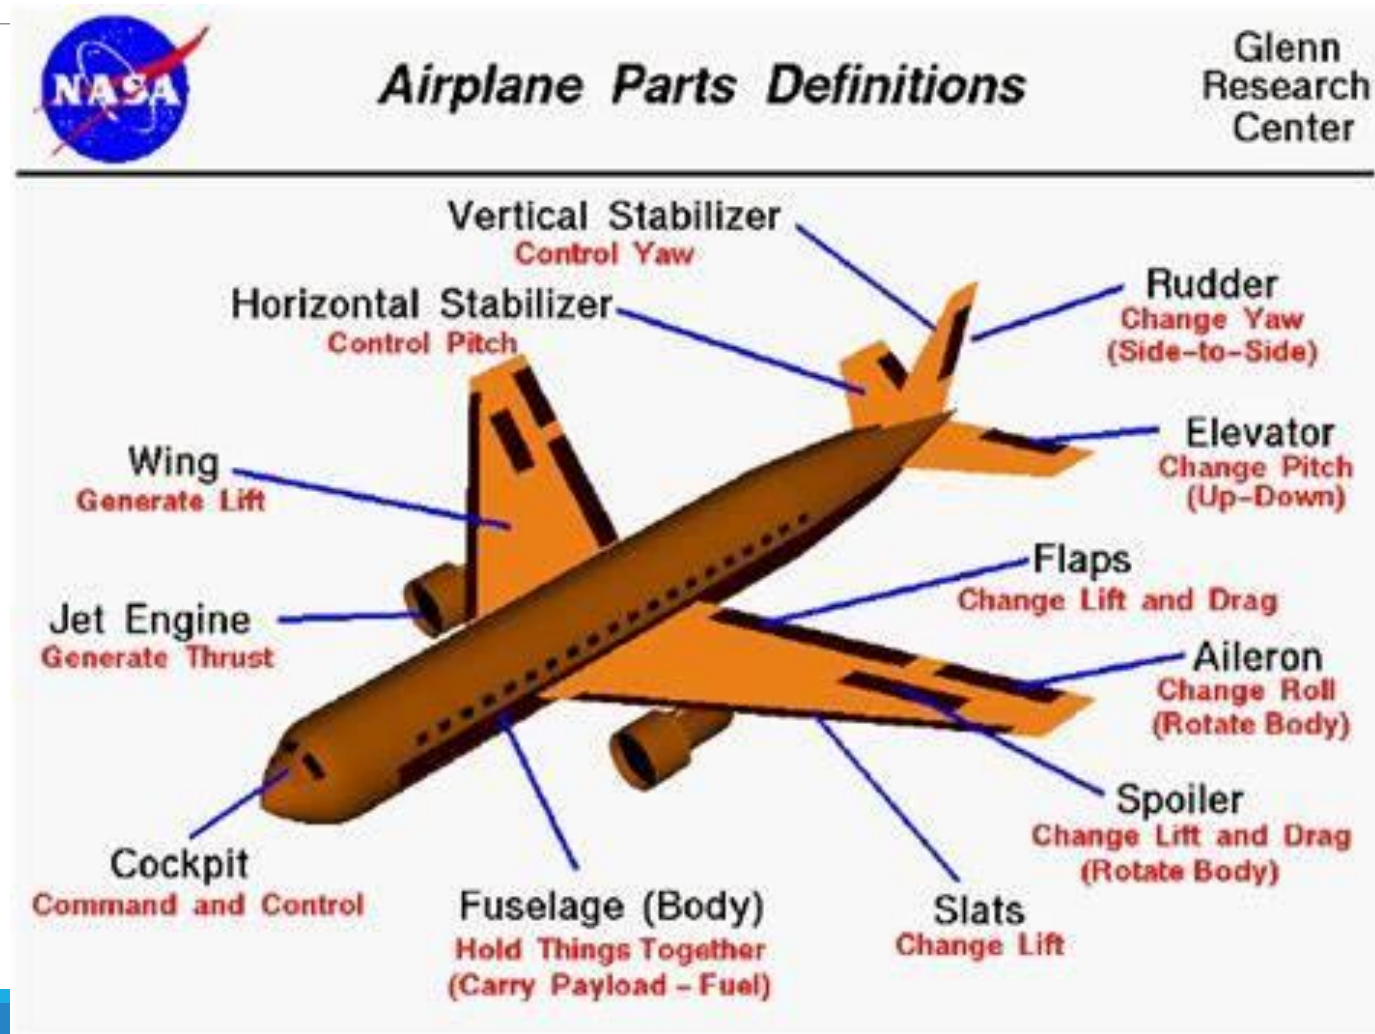 NASA
Airplane Parts Definitions
Glenn
Research
Center
Vertical Stabilizer
Control Yaw
Horizontal Stabilizer
Control Pitch
Rudder
Change Yaw
(Side-to-Side)
Wing
Generate Lift
Elevator
Change Pitch
(Up-Down)
Flaps
Change Lift and Drag
Jet Engine
Generate Thrust
Aileron
Change Roll
(Rotate Body)
Spoiler
Change Lift and Drag
(Rotate Body)
Cockpit
Command and Control
Fuselage (Body)
Hold Things Together
(Carry Payload - Fuel)
Slats
Change Lift